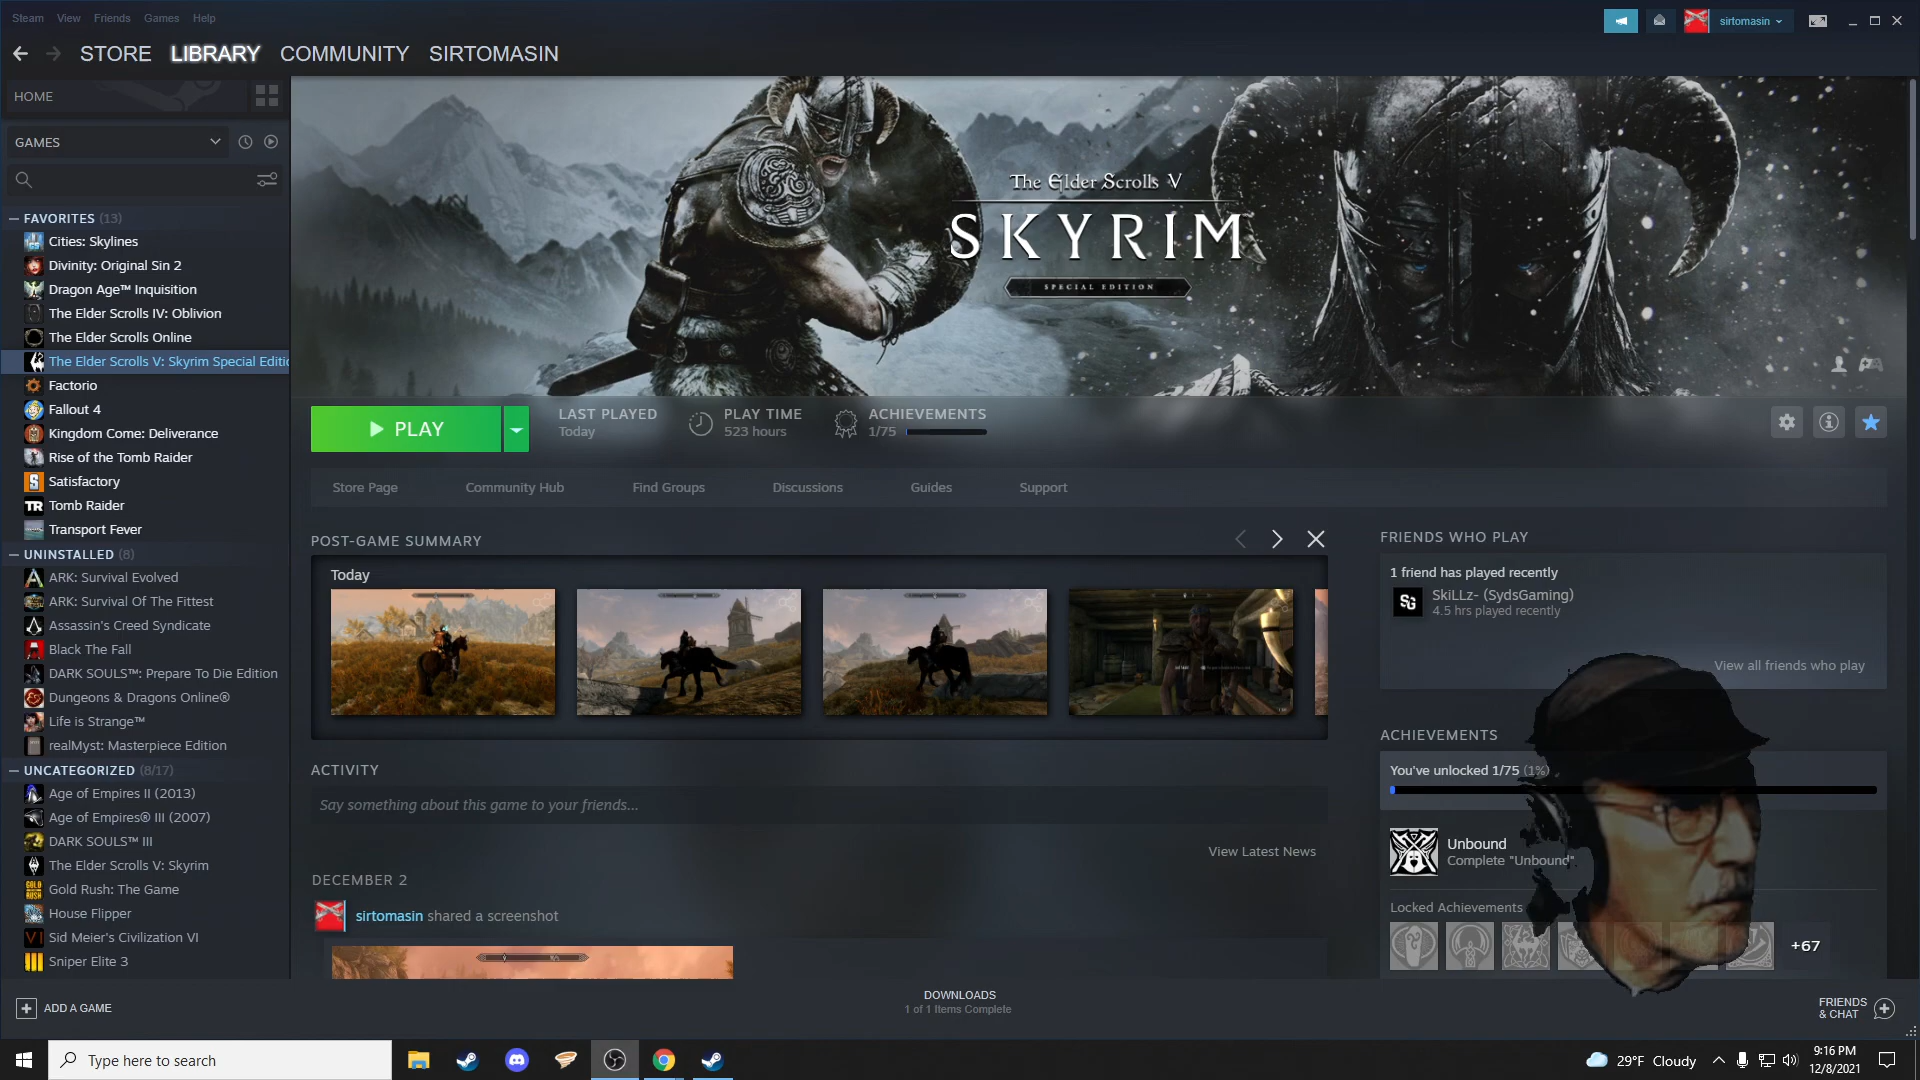 Steam View Friends Games Help
sirtomasin
STORE LIBRARY COMMUNITY SIRTOMASIN
HOME
GAMES
FAVORITES (13)
Cities: Skylines
Divinity: Original Sin 2
Dragon Age™ Inquisition
The Elder Scrolls IV: Oblivion
The Elder Scrolls Online
The Elder Scrolls V: Skyrim Special Editio
Factorio
Fallout 4
Kingdom Come: Deliverance
Rise of the Tomb Raider
Satisfactory
Tomb Raider
Transport Fever
UNINSTALLED (8)
ARK: Survival Evolved
ARK: Survival Of The Fittest
Assassin's Creed Syndicate
Black The Fall
DARK SOULS™: Prepare To Die Edition
Dungeons & Dragons Online®
Life is Strange™
realMyst: Masterpiece Edition
UNCATEGORIZED (8/17)
Age of Empires II (2013)
Age of Empires® III (2007)
DARK SOULS™ III
The Elder Scrolls V: Skyrim
Gold Rush: The Game
House Flipper
Sid Meier's Civilization VI
Sniper Elite 3
The Elder Scrolls V
SKYRIM
SPECIAL EDITION
PLAY
LAST PLAYED
Today
PLAY TIME
523 hours
ACHIEVEMENTS
1/75
Store Page Community Hub Find Groups Discussions Guides Support
POST-GAME SUMMARY
Today
ACTIVITY
Say something about this game to your friends...
View Latest News
DECEMBER 2
sirtomasin shared a screenshot
FRIENDS WHO PLAY
1 friend has played recently
SG
SkiLLz- (SydsGaming)
4.5 hrs played recently
View all friends who play
ACHIEVEMENTS
You've unlocked 1/75 (1%)
Unbound
Complete "Unbound"
Locked Achievements
+67
ADD A GAME
DOWNLOADS
1 of 1 Items Complete
FRIENDS
& CHAT
Type here to search
29°F Cloudy
9:16 PM
12/8/2021